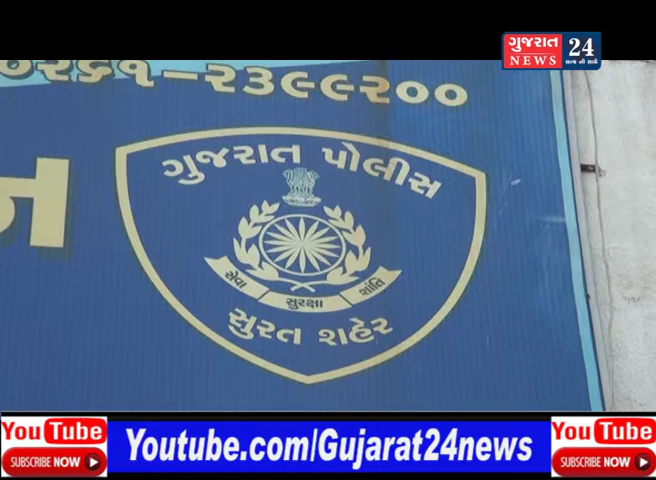 ગુજરાત 24
NEWS સત્ય ની સાથે
૦૨૬૧-૨૩૯૯૨૦૦
ગુજરાત પોલીસ
સેવા સુરક્ષા શાંતિ
સુરત શહેર
You Tube
SUBSCRIBE NOW
Youtube.com/Gujarat24news
You Tube
SUBSCRIBE NOW